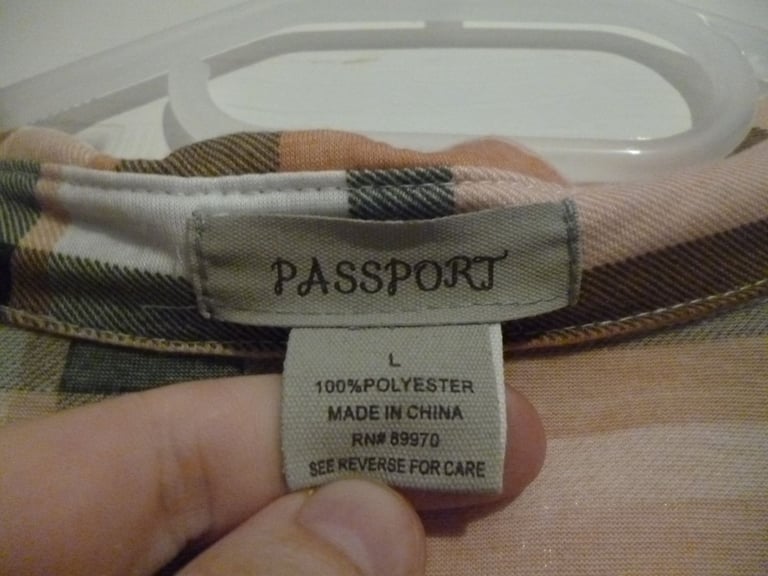 PASSPORT
L
100%POLYESTER
MADE IN CHINA
RN# 89970
SEE REVERSE FOR CARE